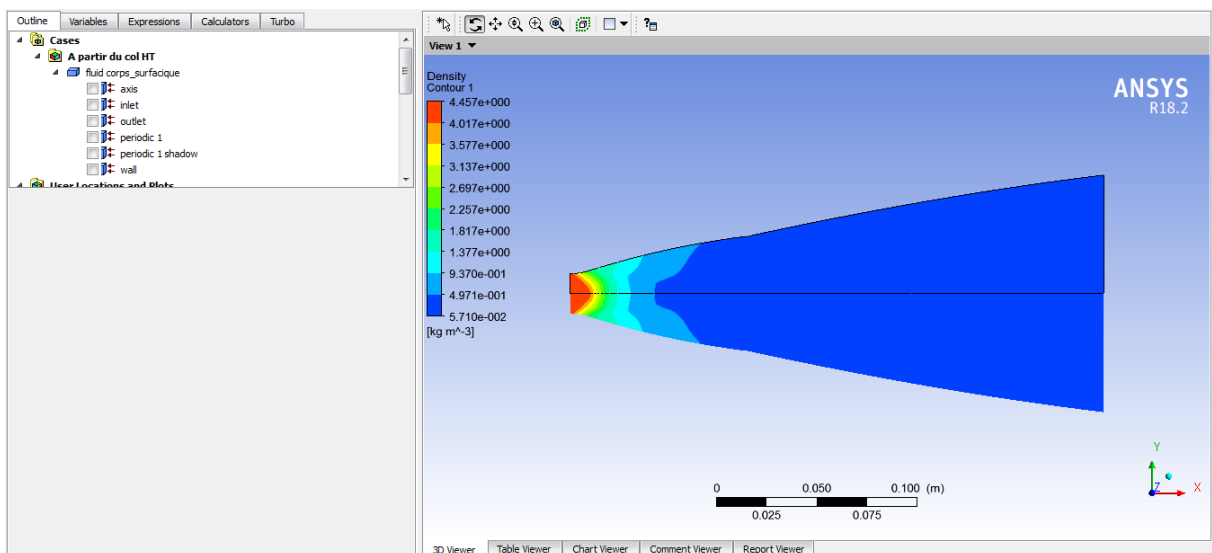 Outline Variables Expressions Calculators Turbo
Cases
A partir du col HT
fluid corps_surfacique
axis
inlet
outlet
periodic 1
periodic 1 shadow
wall
User Locations and Plots
View 1
Density
Contour 1
4.457e+000
4.017e+000
3.577e+000
3.137e+000
2.697e+000
2.257e+000
1.817e+000
1.377e+000
9.370e-001
4.971e-001
5.710e-002
[kg m^-3]
ANSYS
R18.2
Y
Z X
0 0.050 0.100 (m)
0.025 0.075
3D Viewer Table Viewer Chart Viewer Comment Viewer Report Viewer